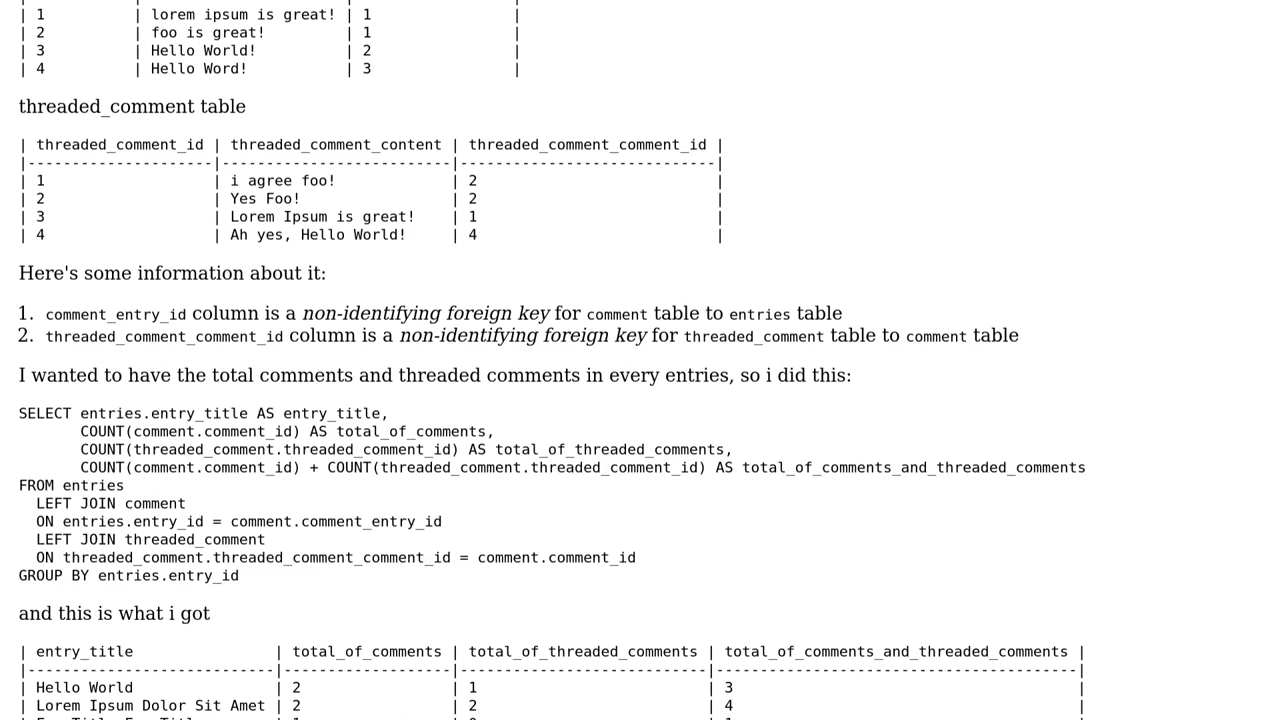 | 1          | lorem ipsum is great! | 1                |
| 2          | foo is great!         | 1                |
| 3          | Hello World!          | 2                |
| 4          | Hello Word!           | 3                |
threaded_comment table
| threaded_comment_id | threaded_comment_content | threaded_comment_comment_id |
|---------------------|--------------------------|-----------------------------|
| 1                   | i agree foo!             | 2                           |
| 2                   | Yes Foo!                 | 2                           |
| 3                   | Lorem Ipsum is great!    | 1                           |
| 4                   | Ah yes, Hello World!     | 4                           |
Here's some information about it:
1. comment_entry_id column is a non-identifying foreign key for comment table to entries table
2. threaded_comment_comment_id column is a non-identifying foreign key for threaded_comment table to comment table
I wanted to have the total comments and threaded comments in every entries, so i did this:
SELECT entries.entry_title AS entry_title,
       COUNT(comment.comment_id) AS total_of_comments,
       COUNT(threaded_comment.threaded_comment_id) AS total_of_threaded_comments,
       COUNT(comment.comment_id) + COUNT(threaded_comment.threaded_comment_id) AS total_of_comments_and_threaded_comments
FROM entries
  LEFT JOIN comment
  ON entries.entry_id = comment.comment_entry_id
  LEFT JOIN threaded_comment
  ON threaded_comment.threaded_comment_comment_id = comment.comment_id
GROUP BY entries.entry_id
and this is what i got
| entry_title                | total_of_comments | total_of_threaded_comments | total_of_comments_and_threaded_comments |
|----------------------------|-------------------|----------------------------|-----------------------------------------|
| Hello World                | 2                 | 1                          | 3                                       |
| Lorem Ipsum Dolor Sit Amet | 2                 | 2                          | 4                                       |